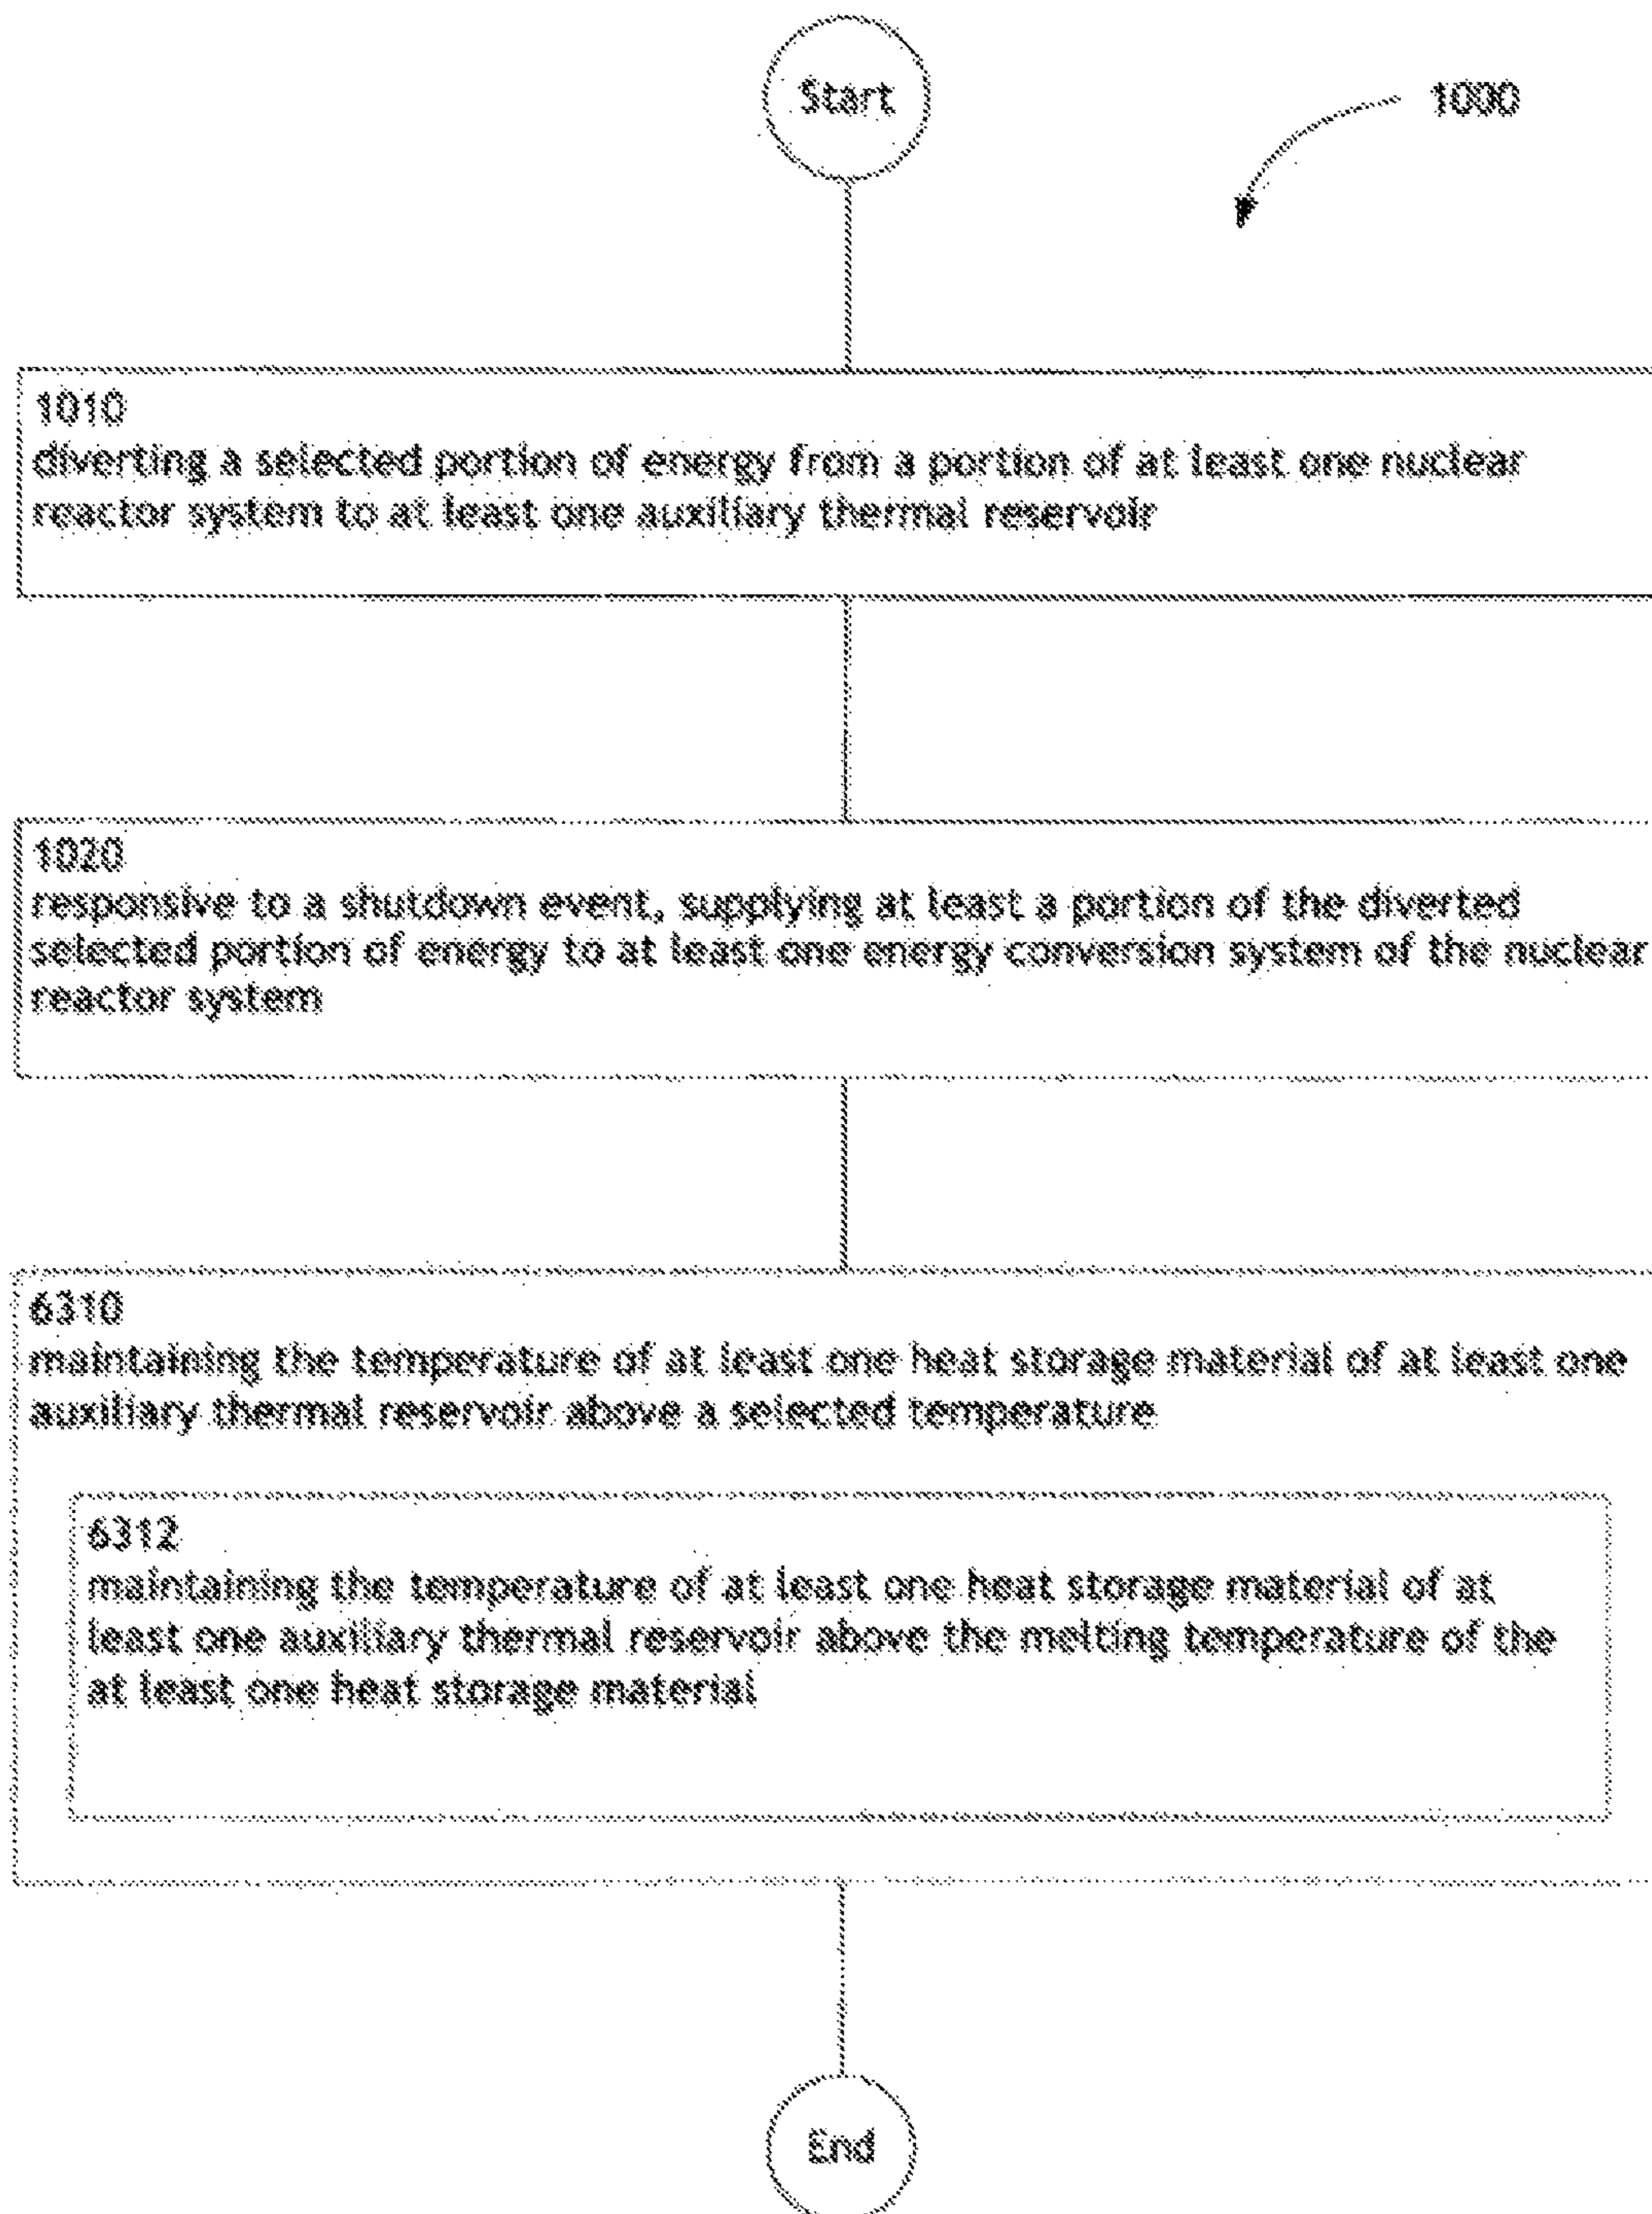 Start
1000
1010
diverting a selected portion of energy from a portion of at least one nuclear
reactor system to at least one auxiliary thermal reservoir
1020
responsive to a shutdown event, supplying at least a portion of the diverted
selected portion of energy to at least one energy conversion system of the nuclear
reactor system
6310
maintaining the temperature of at least one heat storage material of at least one
auxiliary thermal reservoir above a selected temperature
6312
maintaining the temperature of at least one heat storage material of at
least one auxiliary thermal reservoir above the melting temperature of the
at least one heat storage material
End